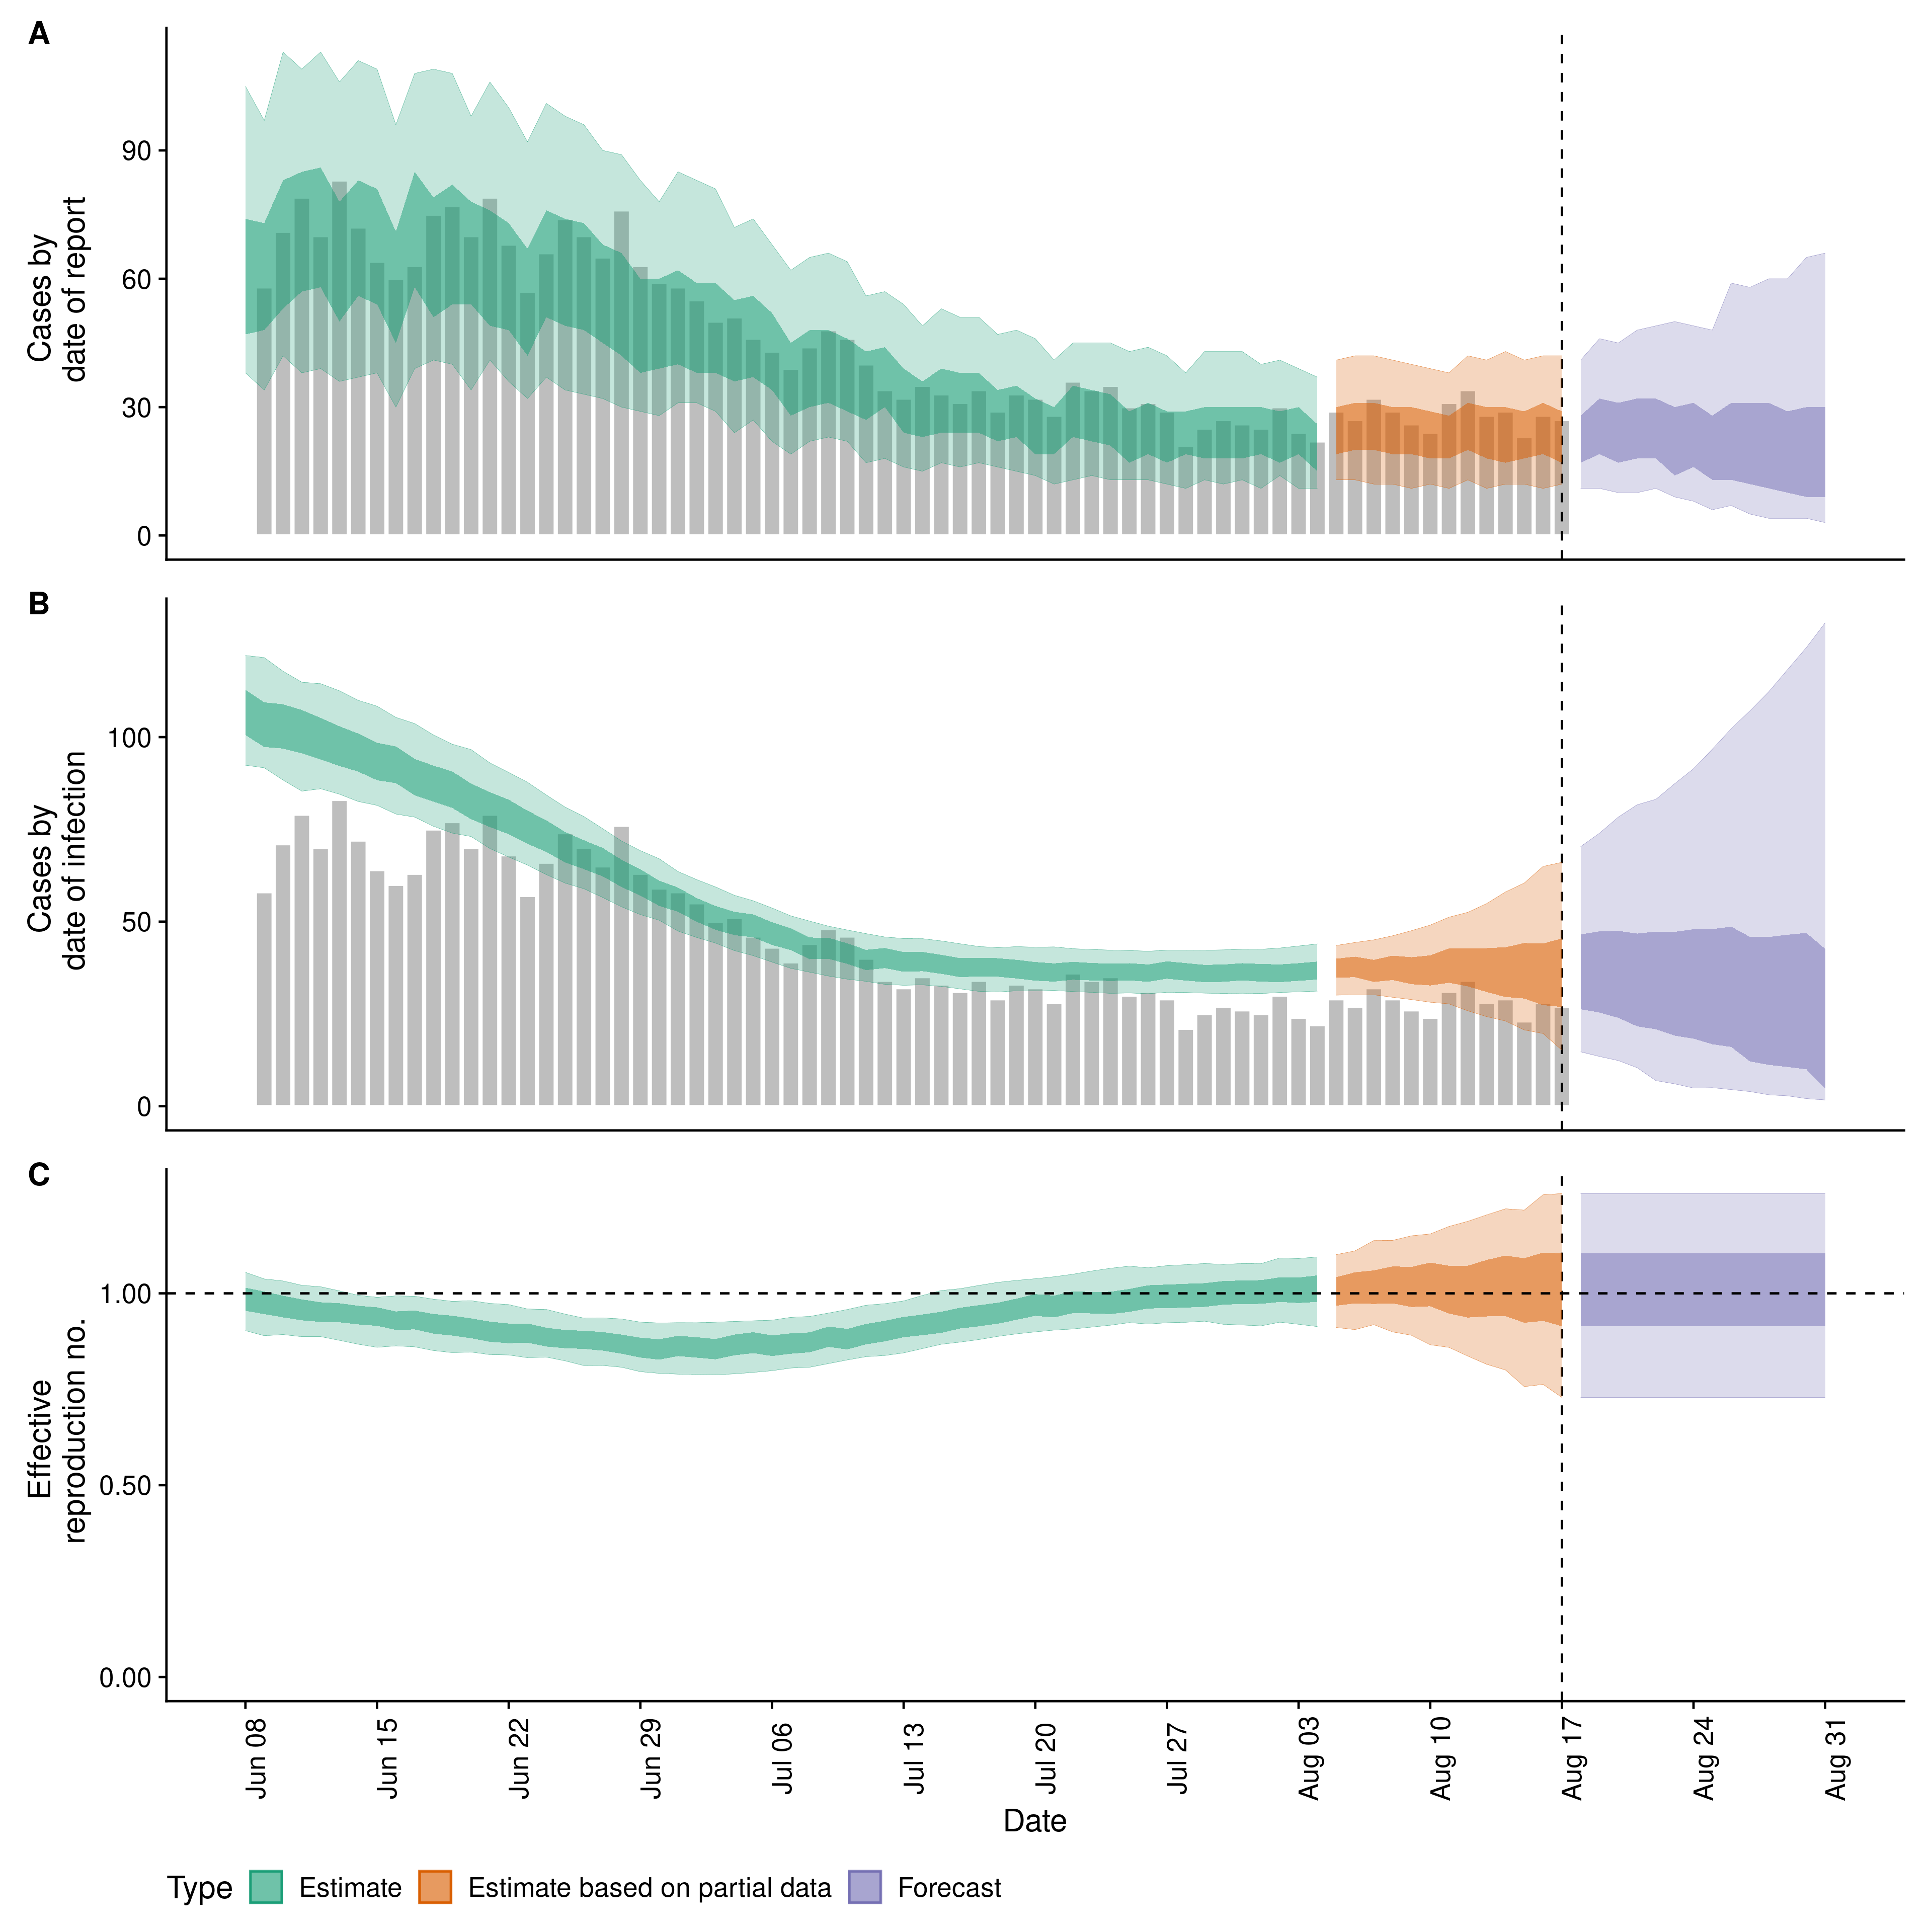 A
Cases by
date of report
90
60
30
0
B
Cases by
date of infection
100
50
0
C
Effective
reproduction no.
1.00
0.50
0.00
Jun 08
Jun 15
Jun 22
Jun 29
Jul 06
Jul 13
Jul 20
Jul 27
Aug 03
Aug 10
Aug 17
Aug 24
Aug 31
Date
Type Estimate Estimate based on partial data Forecast